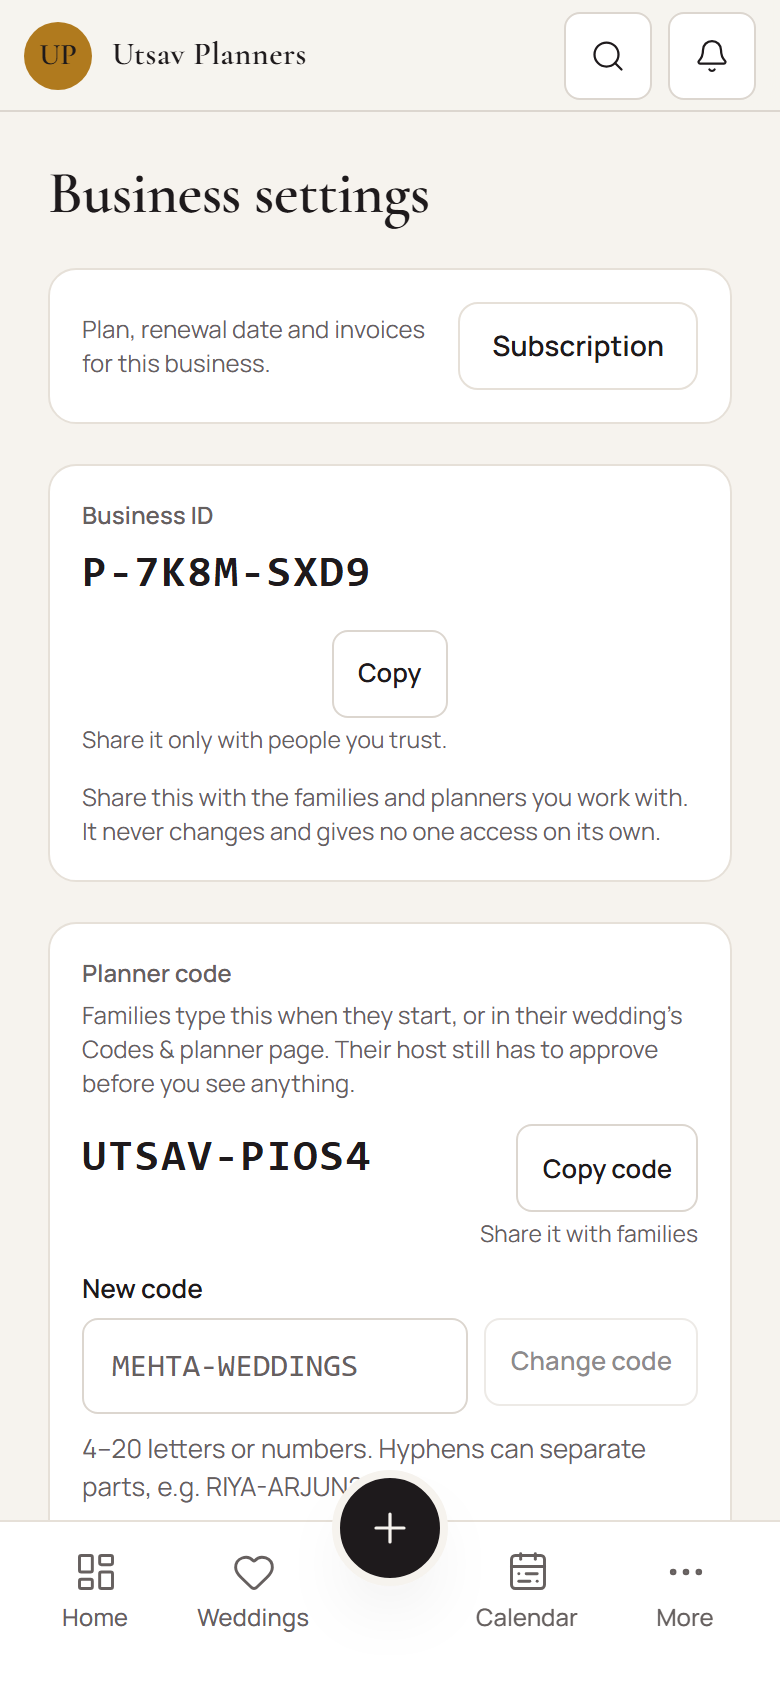 UP Utsav Planners
Business settings
Plan, renewal date and invoices
for this business.
Subscription
Business ID
P-7K8M-SXD9
Copy
Share it only with people you trust.
Share this with the families and planners you work with.
It never changes and gives no one access on its own.
Planner code
Families type this when they start, or in their wedding's
Codes & planner page. Their host still has to approve
before you see anything.
UTSAV-PIOS4
Copy code
Share it with families
New code
MEHTA-WEDDINGS
Change code
4–20 letters or numbers. Hyphens can separate
parts, e.g.
Home
Weddings
Calendar
More